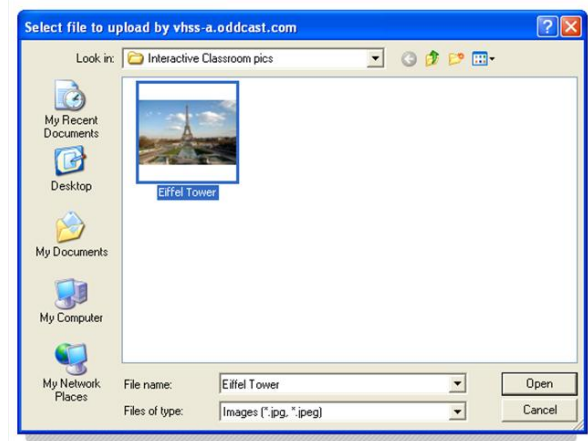 Select file to upload by vhss-a.oddcast.com
Look in:
Interactive Classroom pics
My Recent
Documents
Desktop
My Documents
My Computer
My Network
Places
Eiffel Tower
File name:
Eiffel Tower
Open
Files of type:
Images (*.jpg, *.jpeg)
Cancel